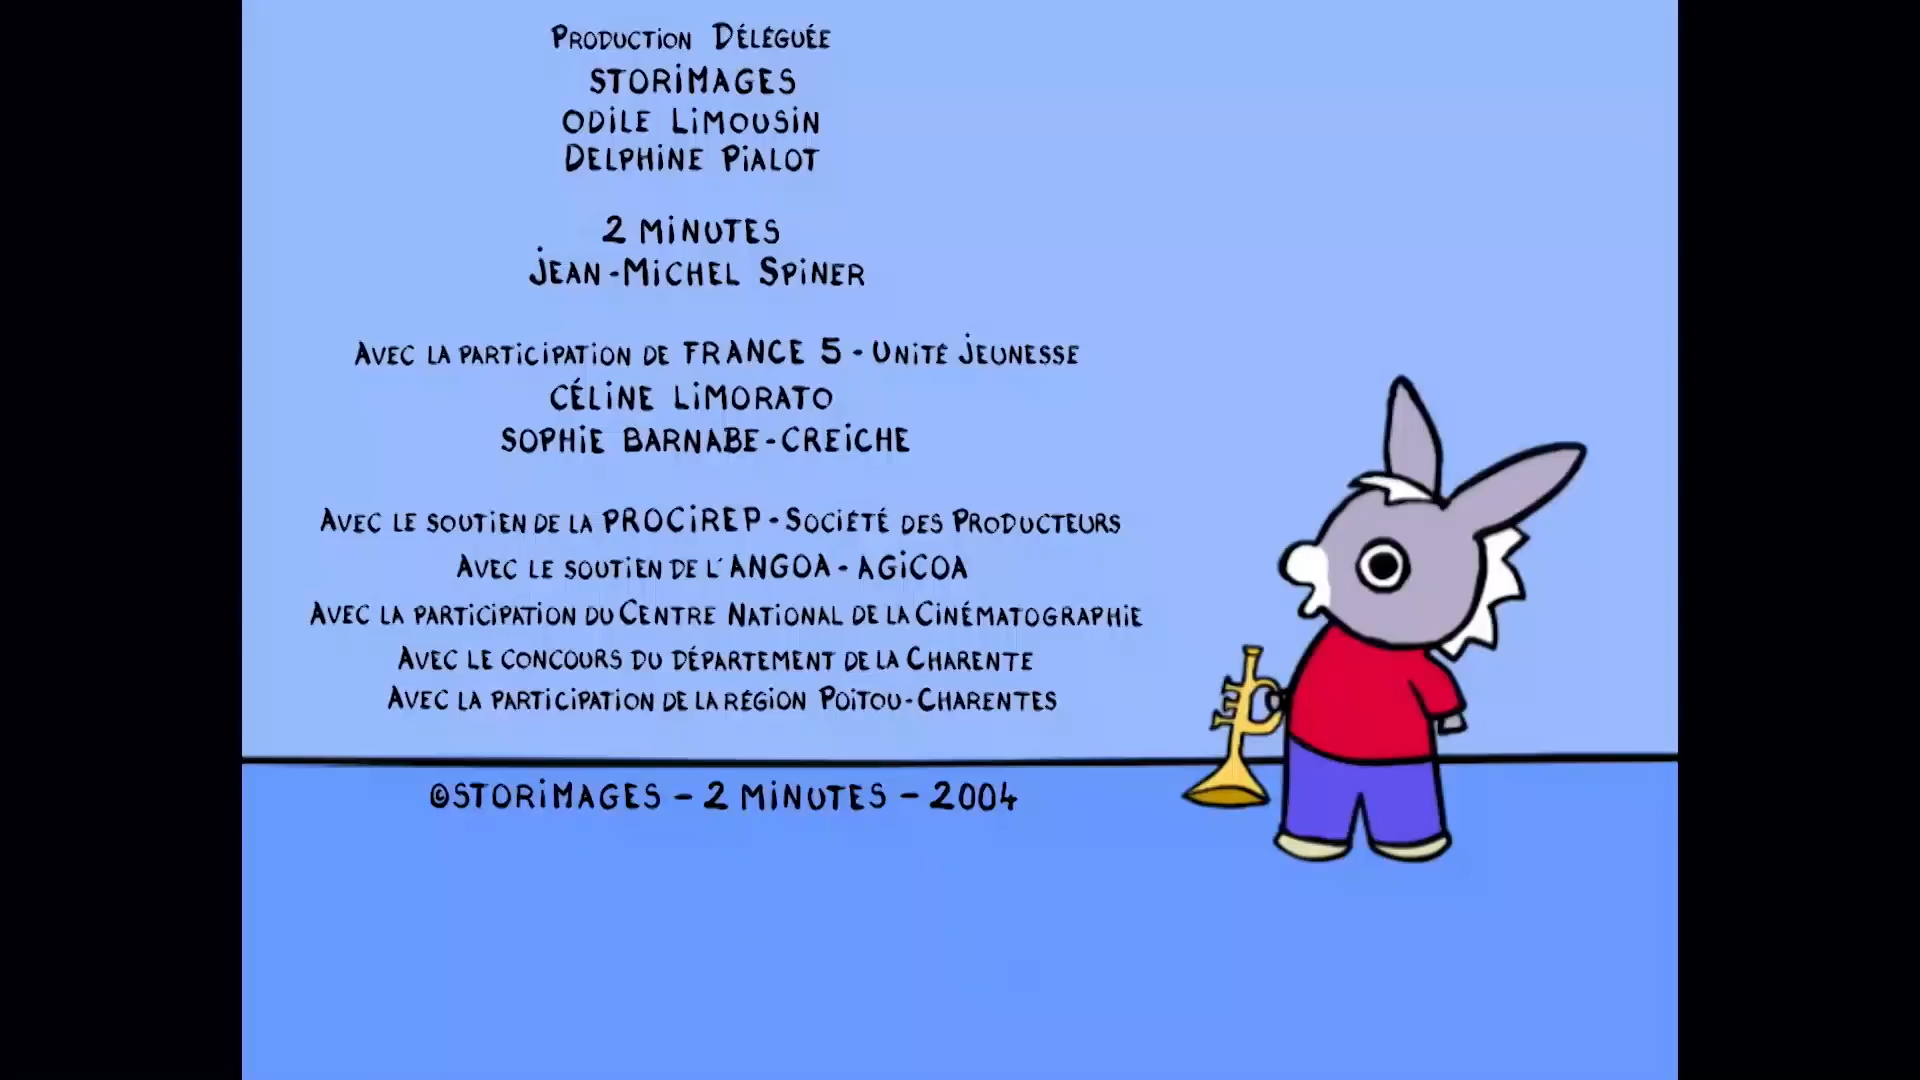 Production Déléguée
STORiMAGES
ODiLE LiMOUSiN
DELPHiNE PiALOT
2 MiNUTES
JEAN-MiCHEL SPiNER
AVEC LA PARTiCiPATiON DE FRANCE 5 - UNiTÉ JEUNESSE
CÉLiNE LiMORATO
SOPHiE BARNABE-CREiCHE
AVEC LE SOUTiEN DE LA PROCiREP - SOCiÉTÉ DES PRODUCTEURS
AVEC LE SOUTiEN DE L'ANGOA - AGiCOA
AVEC LA PARTiCiPATiON DU CENTRE NATiONAL DE LA CiNÉMATOGRAPHiE
AVEC LE CONCOURS DU DÉPARTEMENT DE LA CHARENTE
AVEC LA PARTiCiPATiON DE LA RÉGiON POiTOU-CHARENTES
©STORiMAGES - 2 MiNUTES - 2004